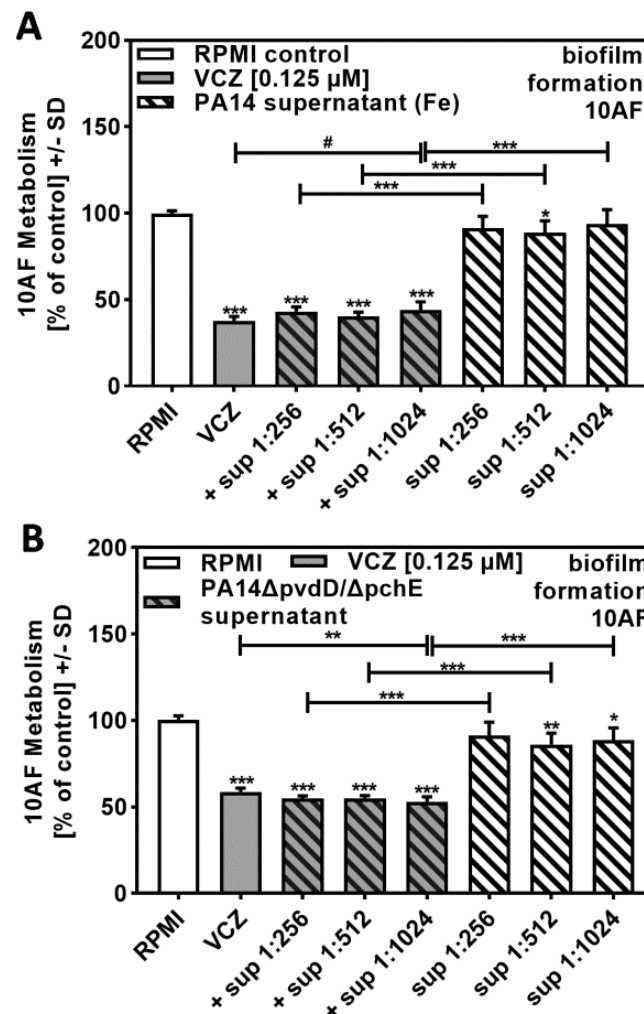 A
200
150
100
50
0
10AF Metabolism
[% of control] +/- SD
RPMI control
VCZ [0.125 μM]
PA14 supernatant (Fe)
biofilm
formation
10AF
#
***
***
***
***
***
***
***
*
RPMI
VCZ
+ sup 1:256
+ sup 1:512
+ sup 1:1024
sup 1:256
sup 1:512
sup 1:1024
B
200
150
100
50
0
10AF Metabolism
[% of control] +/- SD
RPMI
VCZ [0.125 μM]
PA14ΔpvdD/ΔpchE
supernatant
biofilm
formation
10AF
**
***
***
***
***
***
***
***
**
*
RPMI
VCZ
+ sup 1:256
+ sup 1:512
+ sup 1:1024
sup 1:256
sup 1:512
sup 1:1024